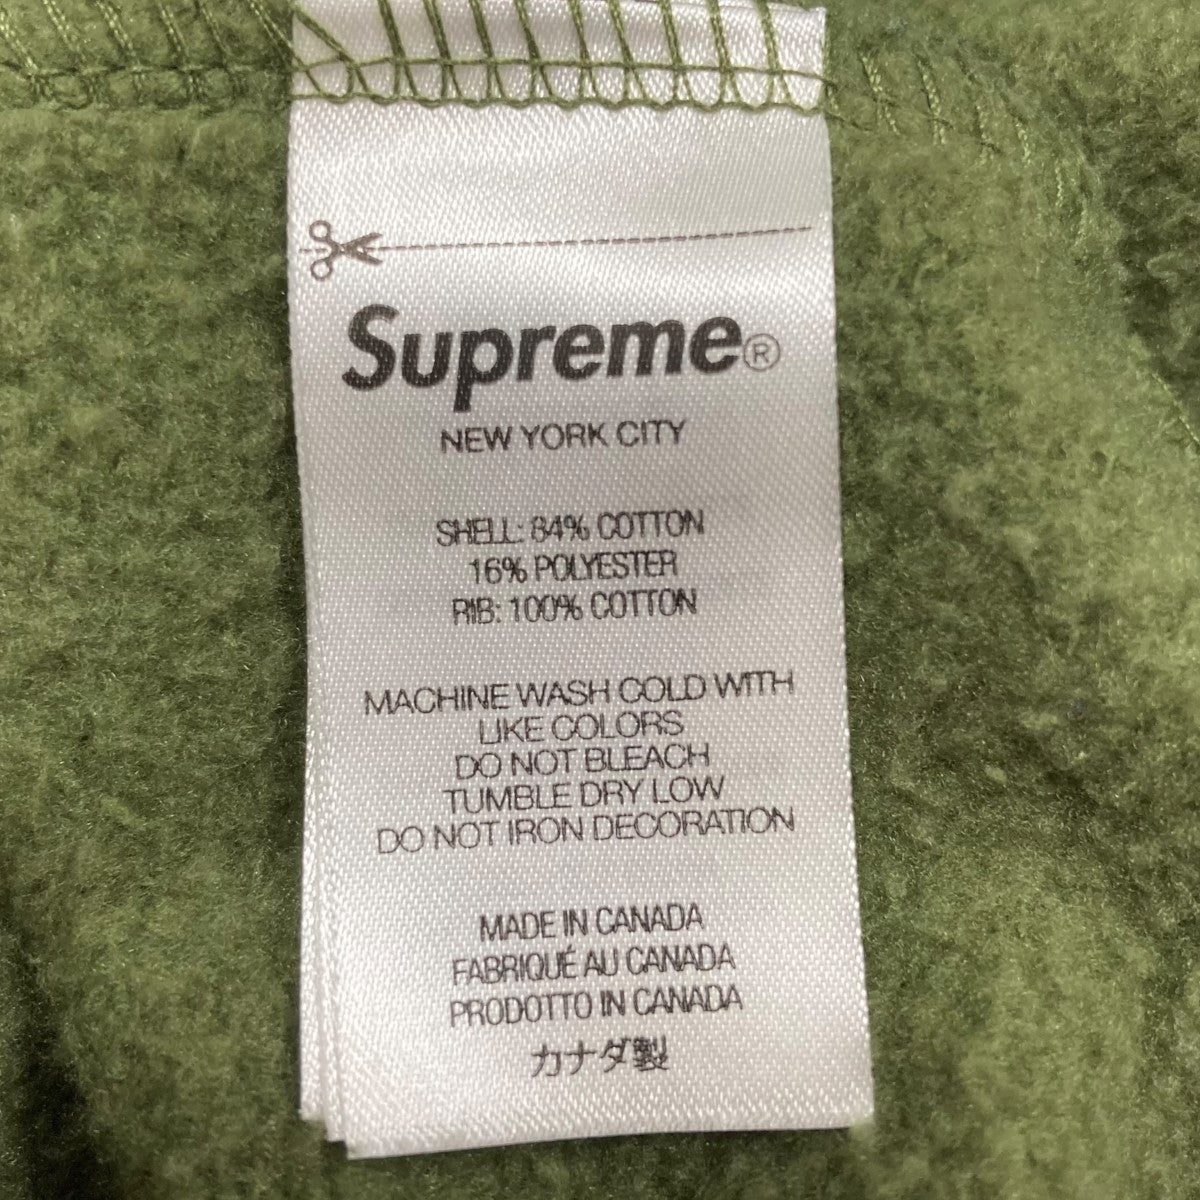 Supreme®
NEW YORK CITY
SHELL: 84% COTTON
16% POLYESTER
RIB: 100% COTTON
MACHINE WASH COLD WITH
LIKE COLORS
DO NOT BLEACH
TUMBLE DRY LOW
DO NOT IRON DECORATION
MADE IN CANADA
FABRIQUÉ AU CANADA
PRODOTTO IN CANADA
カナダ製